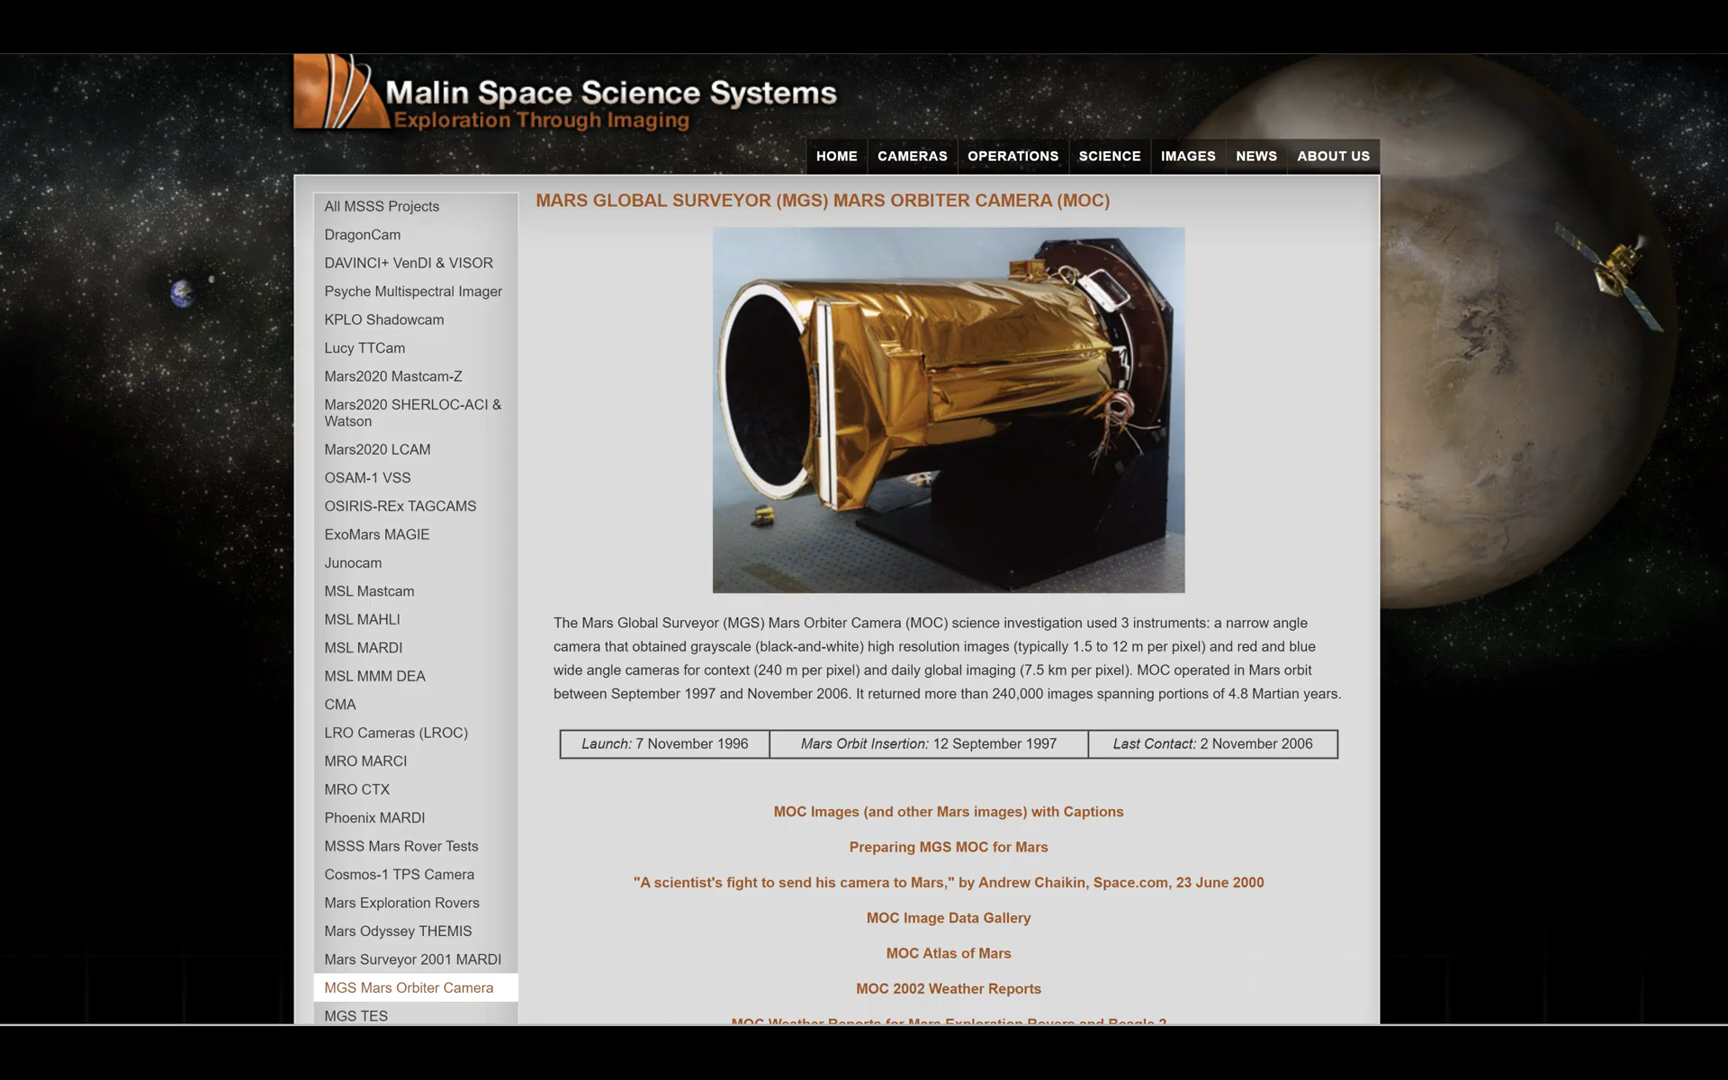 Malin Space Science Systems
Exploration Through Imaging
HOME CAMERAS OPERATIONS SCIENCE IMAGES NEWS ABOUT US
All MSSS Projects
DragonCam
DAVINCI+ VenDI & VISOR
Psyche Multispectral Imager
KPLO Shadowcam
Lucy TTCam
Mars2020 Mastcam-Z
Mars2020 SHERLOC-ACI &
Watson
Mars2020 LCAM
OSAM-1 VSS
OSIRIS-REx TAGCAMS
ExoMars MAGIE
Junocam
MSL Mastcam
MSL MAHLI
MSL MARDI
MSL MMM DEA
CMA
LRO Cameras (LROC)
MRO MARCI
MRO CTX
Phoenix MARDI
MSSS Mars Rover Tests
Cosmos-1 TPS Camera
Mars Exploration Rovers
Mars Odyssey THEMIS
Mars Surveyor 2001 MARDI
MGS Mars Orbiter Camera
MGS TES
MARS GLOBAL SURVEYOR (MGS) MARS ORBITER CAMERA (MOC)
The Mars Global Surveyor (MGS) Mars Orbiter Camera (MOC) science investigation used 3 instruments: a narrow angle
camera that obtained grayscale (black-and-white) high resolution images (typically 1.5 to 12 m per pixel) and red and blue
wide angle cameras for context (240 m per pixel) and daily global imaging (7.5 km per pixel). MOC operated in Mars orbit
between September 1997 and November 2006. It returned more than 240,000 images spanning portions of 4.8 Martian years.
Launch: 7 November 1996 Mars Orbit Insertion: 12 September 1997 Last Contact: 2 November 2006
MOC Images (and other Mars images) with Captions
Preparing MGS MOC for Mars
"A scientist's fight to send his camera to Mars," by Andrew Chaikin, Space.com, 23 June 2000
MOC Image Data Gallery
MOC Atlas of Mars
MOC 2002 Weather Reports
MOC Weather Reports for Mars Exploration Rovers and Beagle 2